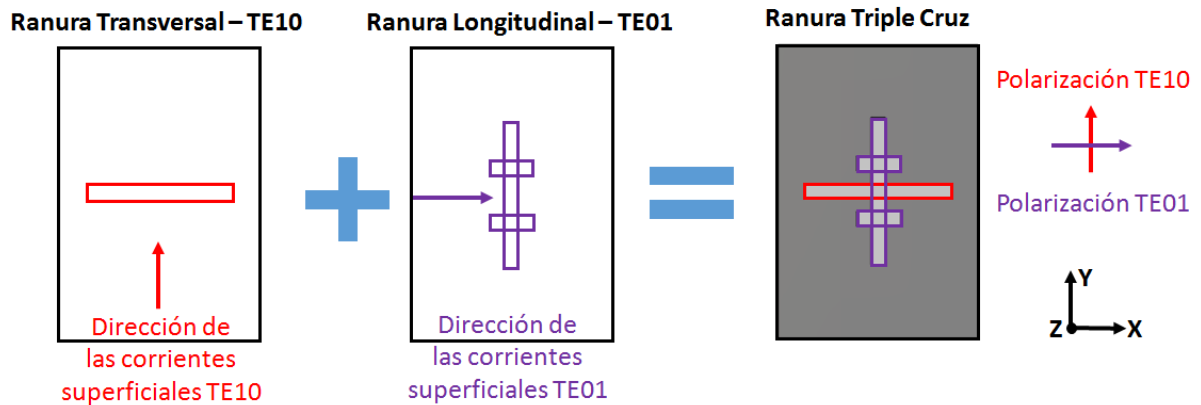 Ranura Transversal – TE10
Dirección de
las corrientes
superficiales TE10
Ranura Longitudinal – TE01
Dirección de
las corrientes
superficiales TE01
Ranura Triple Cruz
Polarización TE10
Polarización TE01
Y
Z
X